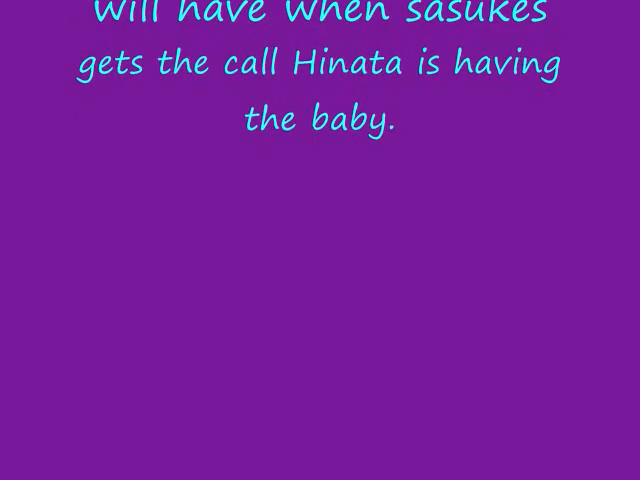 will have when sasukes
gets the call Hinata is having
the baby.